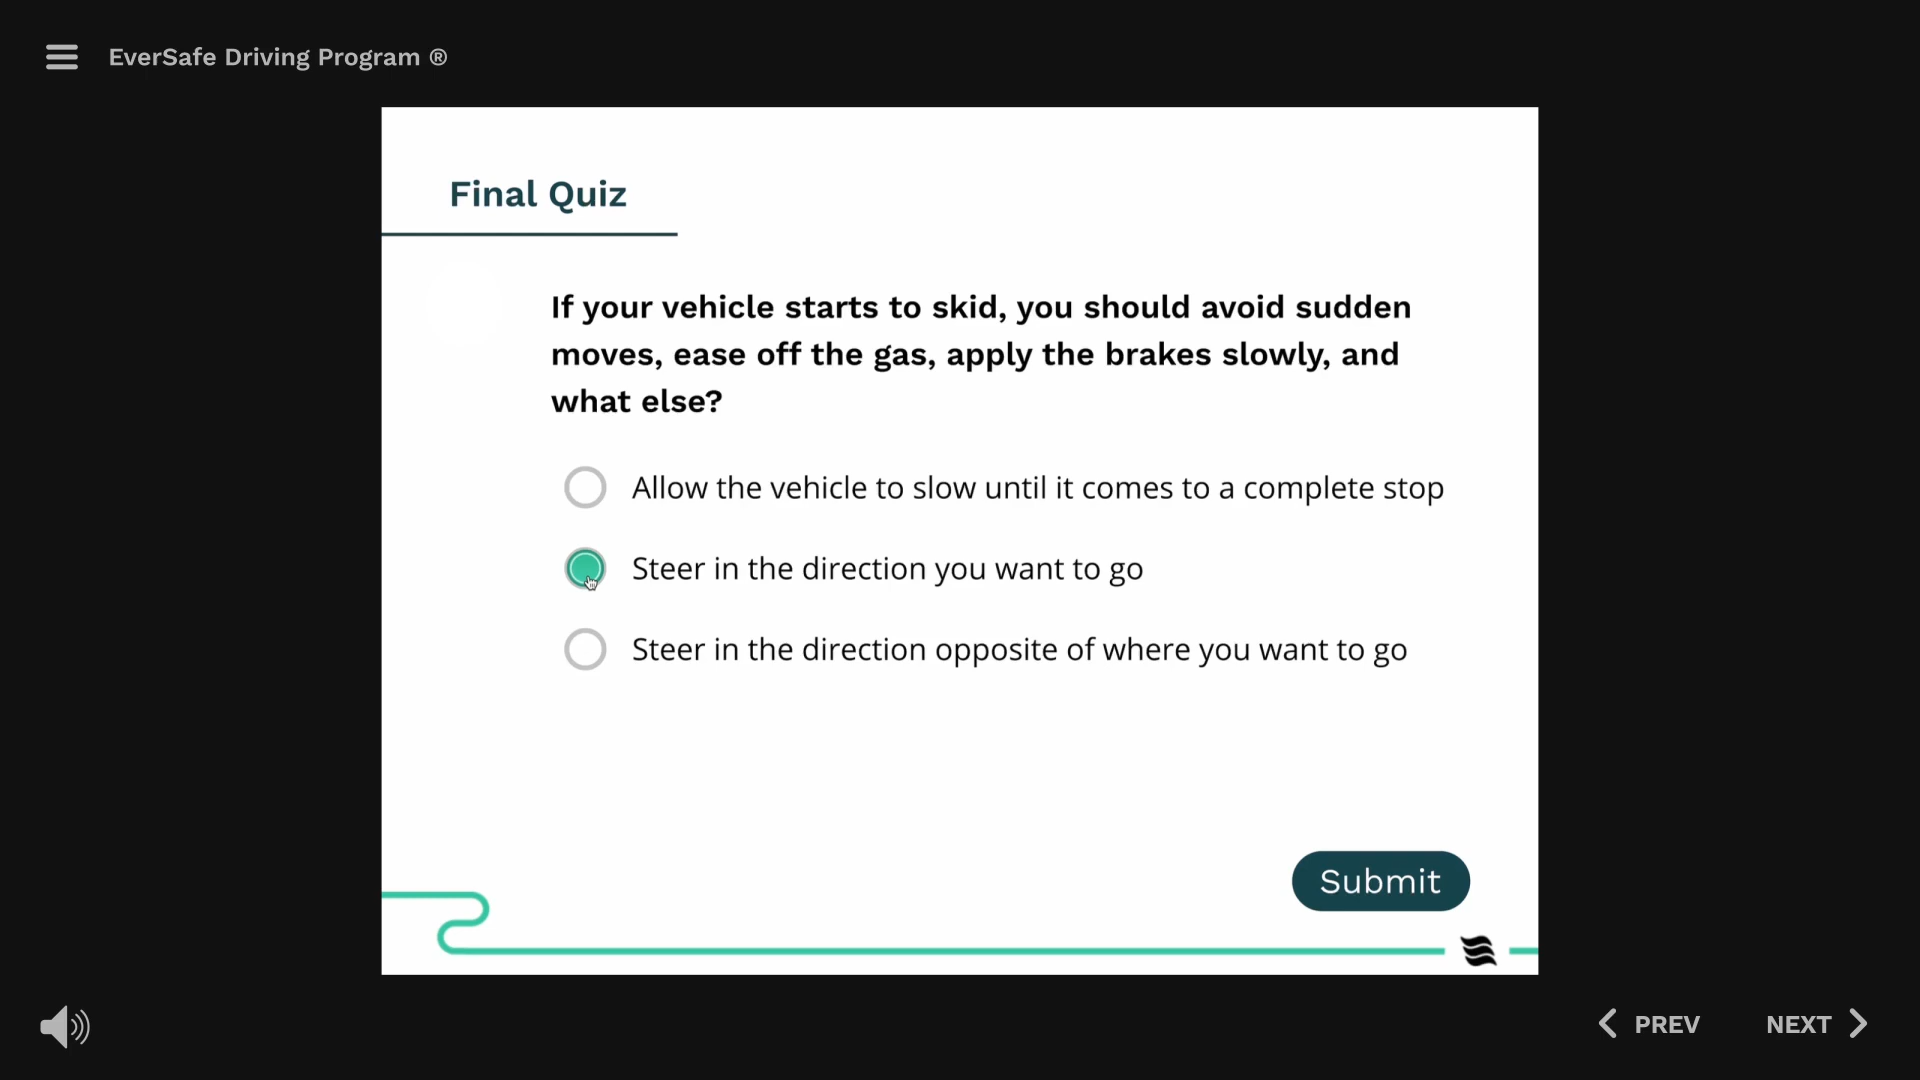 EverSafe Driving Program ®
Final Quiz
If your vehicle starts to skid, you should avoid sudden
moves, ease off the gas, apply the brakes slowly, and
what else?
Allow the vehicle to slow until it comes to a complete stop
Steer in the direction you want to go
Steer in the direction opposite of where you want to go
Submit
PREV
NEXT